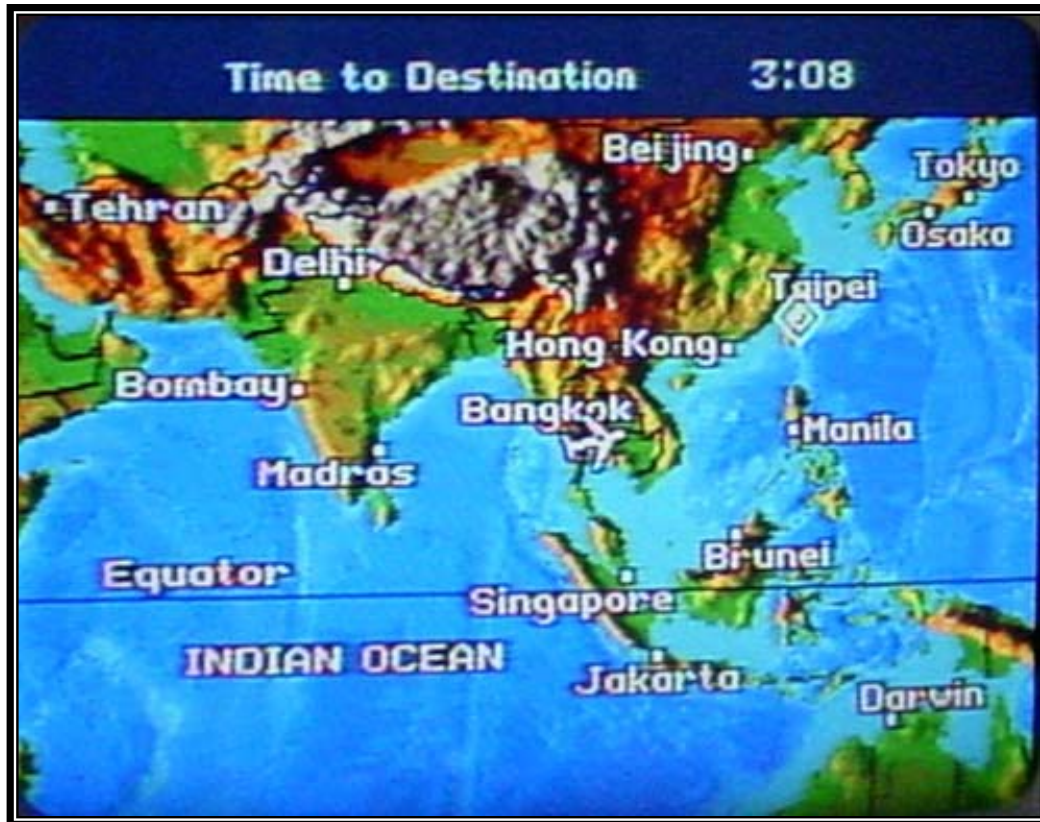 Time to Destination 3:08
Beijing
Tokyo
Tehran
Osaka
Delhi
Taipei
Hong Kong
Bombay
Bangkok
Manila
Madras
Brunei
Equator
Singapore
INDIAN OCEAN
Jakarta
Darwin